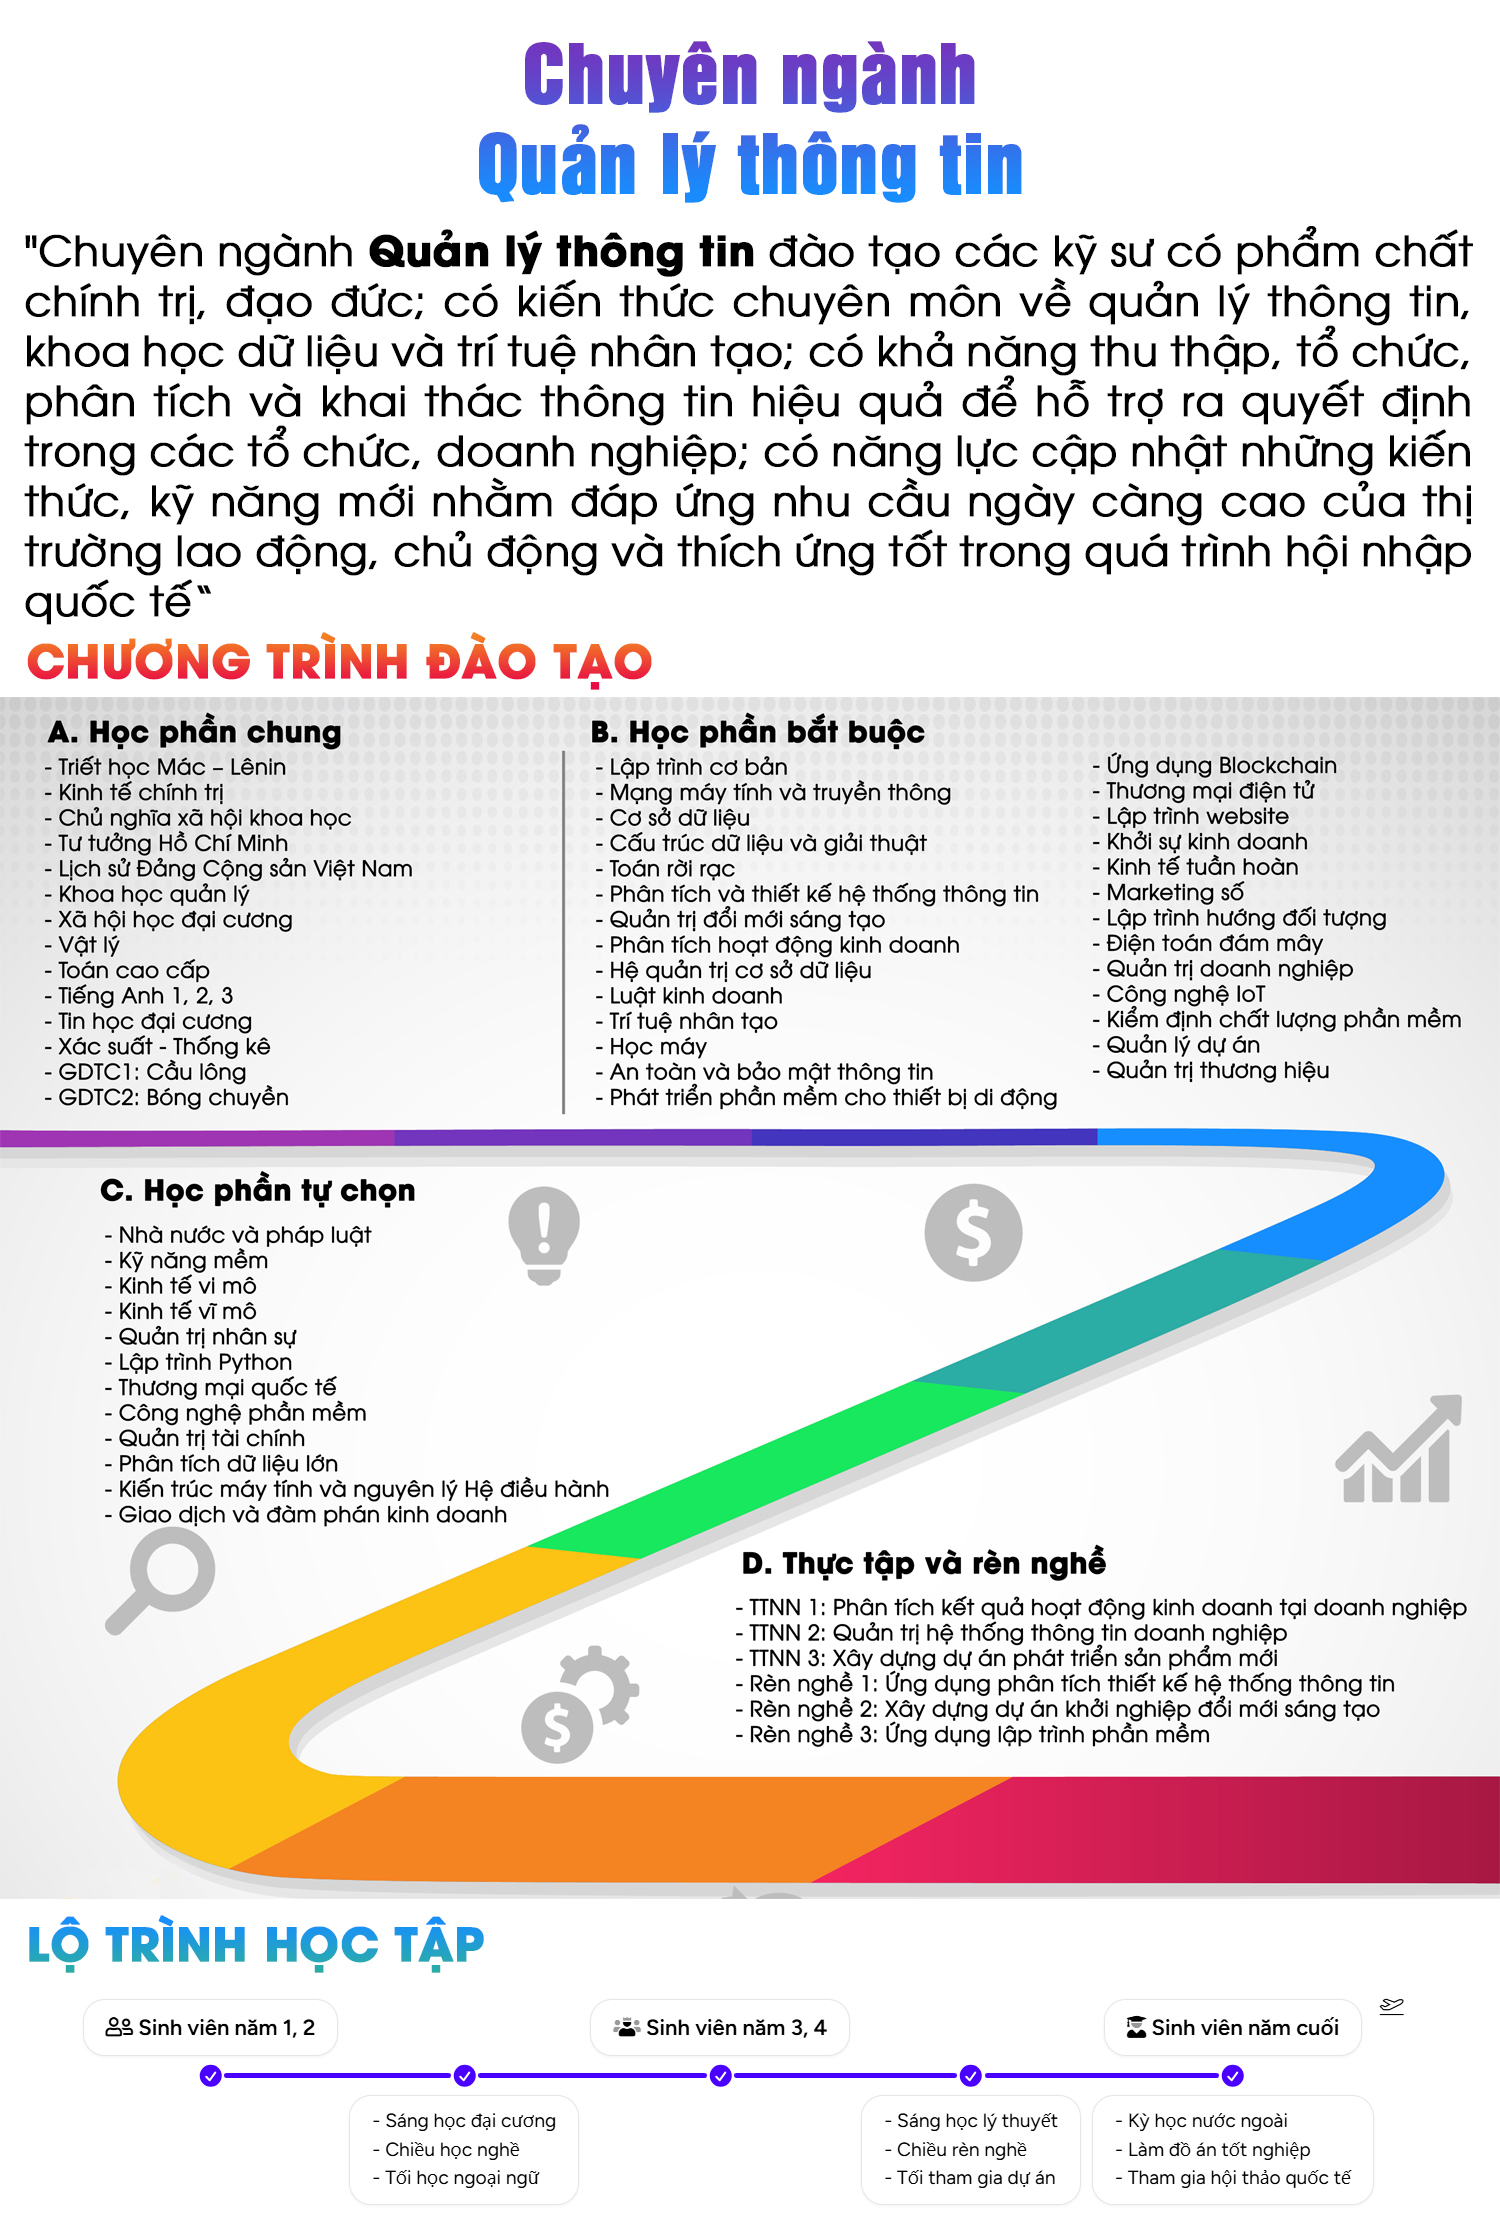 Chuyên ngành
Quản lý thông tin
"Chuyên ngành Quản lý thông tin đào tạo các kỹ sư có phẩm chất
chính trị, đạo đức; có kiến thức chuyên môn về quản lý thông tin,
khoa học dữ liệu và trí tuệ nhân tạo; có khả năng thu thập, tổ chức,
phân tích và khai thác thông tin hiệu quả để hỗ trợ ra quyết định
trong các tổ chức, doanh nghiệp; có năng lực cập nhật những kiến
thức, kỹ năng mới nhằm đáp ứng nhu cầu ngày càng cao của thị
trường lao động, chủ động và thích ứng tốt trong quá trình hội nhập
quốc tế“
CHƯƠNG TRÌNH ĐÀO TẠO
A. Học phần chung
- Triết học Mác – Lênin
- Kinh tế chính trị
- Chủ nghĩa xã hội khoa học
- Tư tưởng Hồ Chí Minh
- Lịch sử Đảng Cộng sản Việt Nam
- Khoa học quản lý
- Xã hội học đại cương
- Vật lý
- Toán cao cấp
- Tiếng Anh 1, 2, 3
- Tin học đại cương
- Xác suất - Thống kê
- GDTC1: Cầu lông
- GDTC2: Bóng chuyền
B. Học phần bắt buộc
- Lập trình cơ bản
- Mạng máy tính và truyền thông
- Cơ sở dữ liệu
- Cấu trúc dữ liệu và giải thuật
- Toán rời rạc
- Phân tích và thiết kế hệ thống thông tin
- Quản trị đổi mới sáng tạo
- Phân tích hoạt động kinh doanh
- Hệ quản trị cơ sở dữ liệu
- Luật kinh doanh
- Trí tuệ nhân tạo
- Học máy
- An toàn và bảo mật thông tin
- Phát triển phần mềm cho thiết bị di động
- Ứng dụng Blockchain
- Thương mại điện tử
- Lập trình website
- Khởi sự kinh doanh
- Kinh tế tuần hoàn
- Marketing số
- Lập trình hướng đối tượng
- Điện toán đám mây
- Quản trị doanh nghiệp
- Công nghệ IoT
- Kiểm định chất lượng phần mềm
- Quản lý dự án
- Quản trị thương hiệu
C. Học phần tự chọn
- Nhà nước và pháp luật
- Kỹ năng mềm
- Kinh tế vi mô
- Kinh tế vĩ mô
- Quản trị nhân sự
- Lập trình Python
- Thương mại quốc tế
- Công nghệ phần mềm
- Quản trị tài chính
- Phân tích dữ liệu lớn
- Kiến trúc máy tính và nguyên lý Hệ điều hành
- Giao dịch và đàm phán kinh doanh
D. Thực tập và rèn nghề
- TTNN 1: Phân tích kết quả hoạt động kinh doanh tại doanh nghiệp
- TTNN 2: Quản trị hệ thống thông tin doanh nghiệp
- TTNN 3: Xây dựng dự án phát triển sản phẩm mới
- Rèn nghề 1: Ứng dụng phân tích thiết kế hệ thống thông tin
- Rèn nghề 2: Xây dựng dự án khởi nghiệp đổi mới sáng tạo
- Rèn nghề 3: Ứng dụng lập trình phần mềm
LỘ TRÌNH HỌC TẬP
Sinh viên năm 1, 2
Sinh viên năm 3, 4
Sinh viên năm cuối
- Sáng học đại cương
- Chiều học nghề
- Tối học ngoại ngữ
- Sáng học lý thuyết
- Chiều rèn nghề
- Tối tham gia dự án
- Kỳ học nước ngoài
- Làm đồ án tốt nghiệp
- Tham gia hội thảo quốc tế